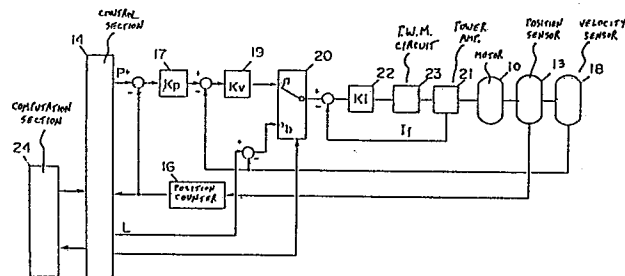 CONTROL
SECTION
14
P+
-
17
Kp
+
-
19
Kv
20
+
-
22
KI
P.W.M.
CIRCUIT
23
POWER
AMP.
21
MOTOR
10
POSITION
SENSOR
13
VELOCITY
SENSOR
18
If
+
-
COMPUTATION
SECTION
24
16
POSITION
COUNTER
L